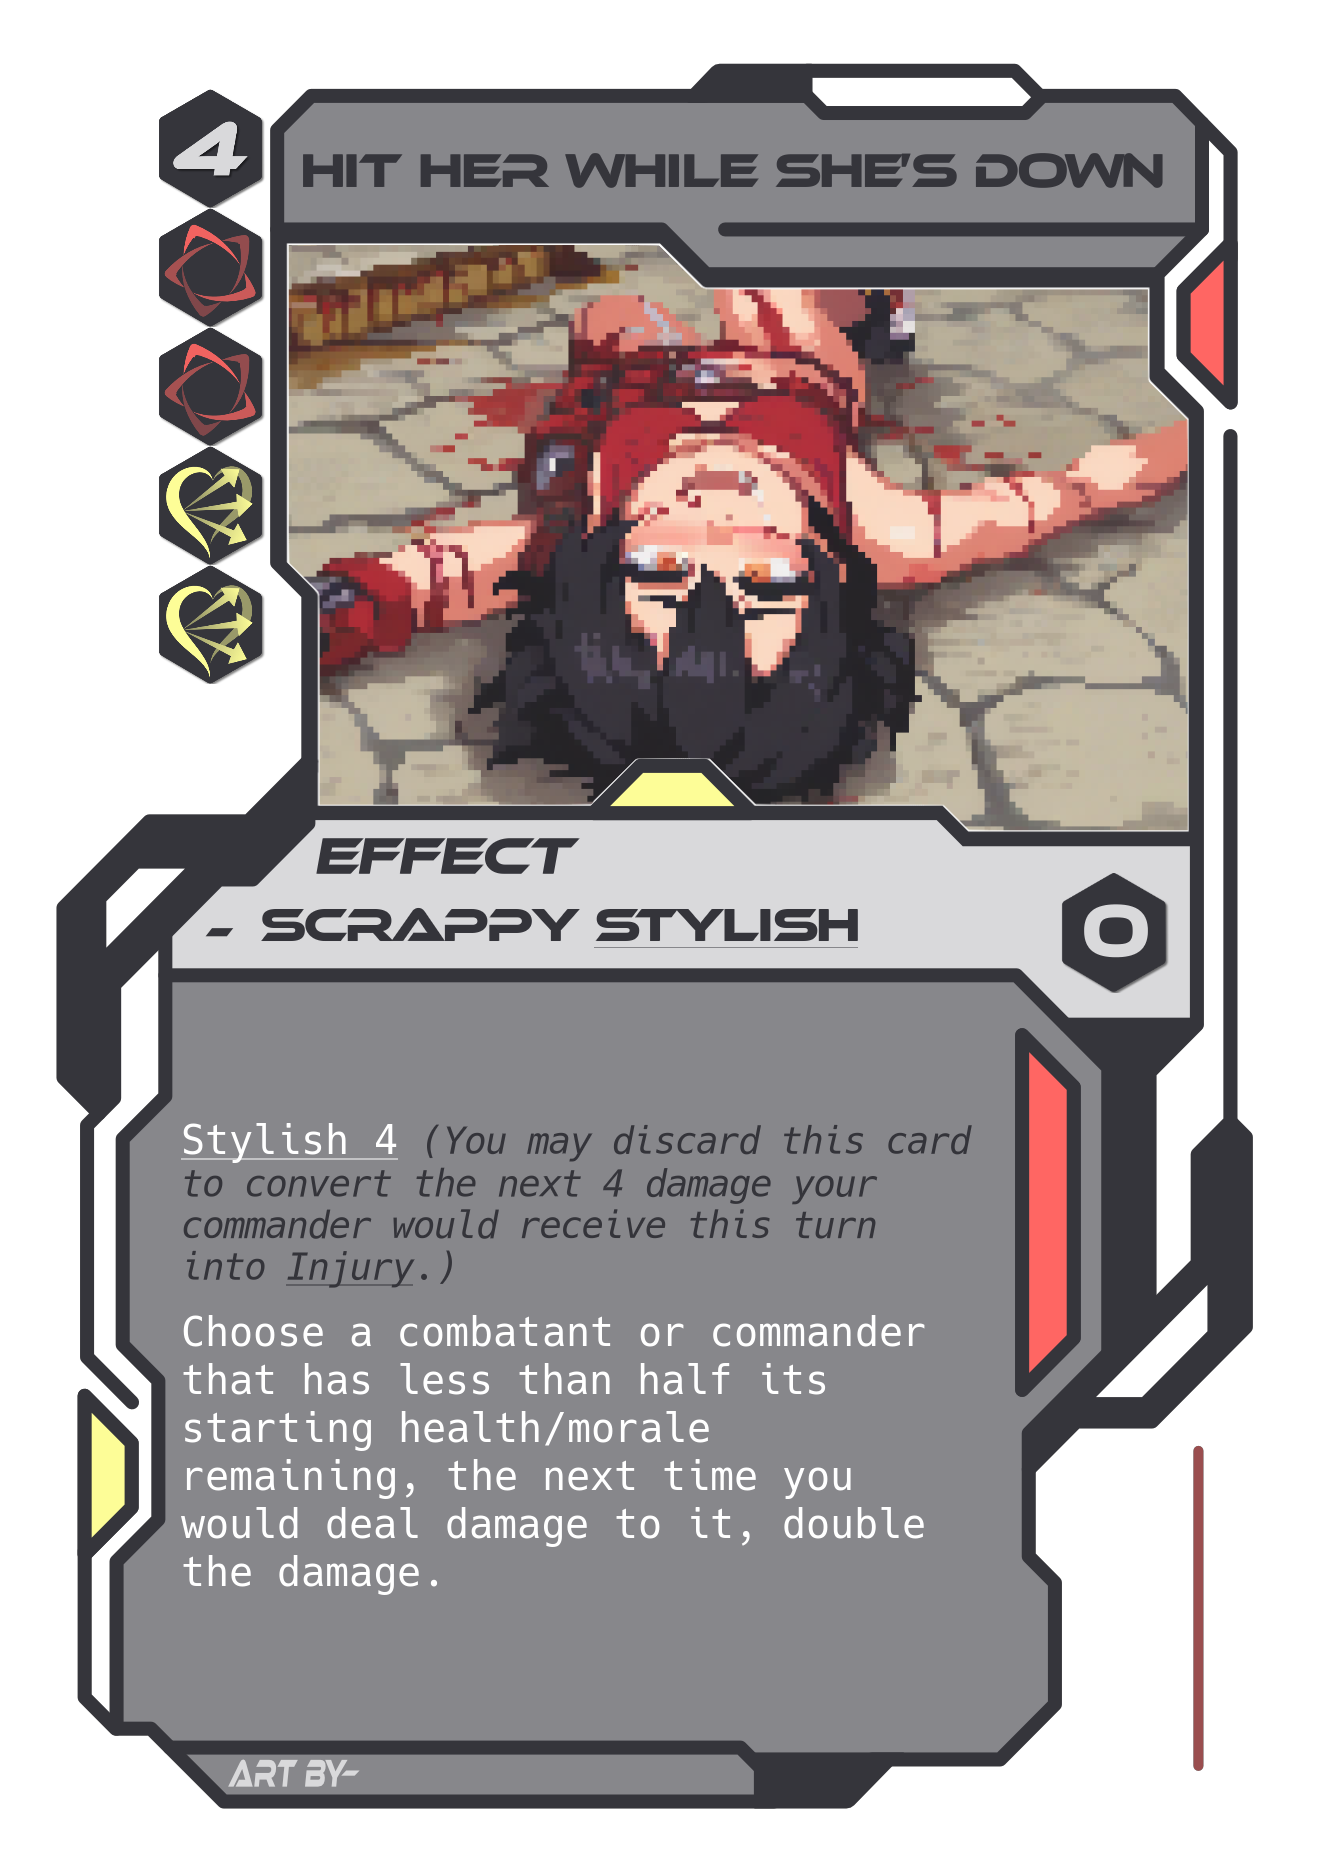 4
HIT HER WHILE SHE'S DOWN
EFFECT
- SCRAPPY STYLISH
0
Stylish 4 (You may discard this card
to convert the next 4 damage your
commander would receive this turn
into Injury.)
Choose a combatant or commander
that has less than half its
starting health/morale
remaining, the next time you
would deal damage to it, double
the damage.
ART BY-